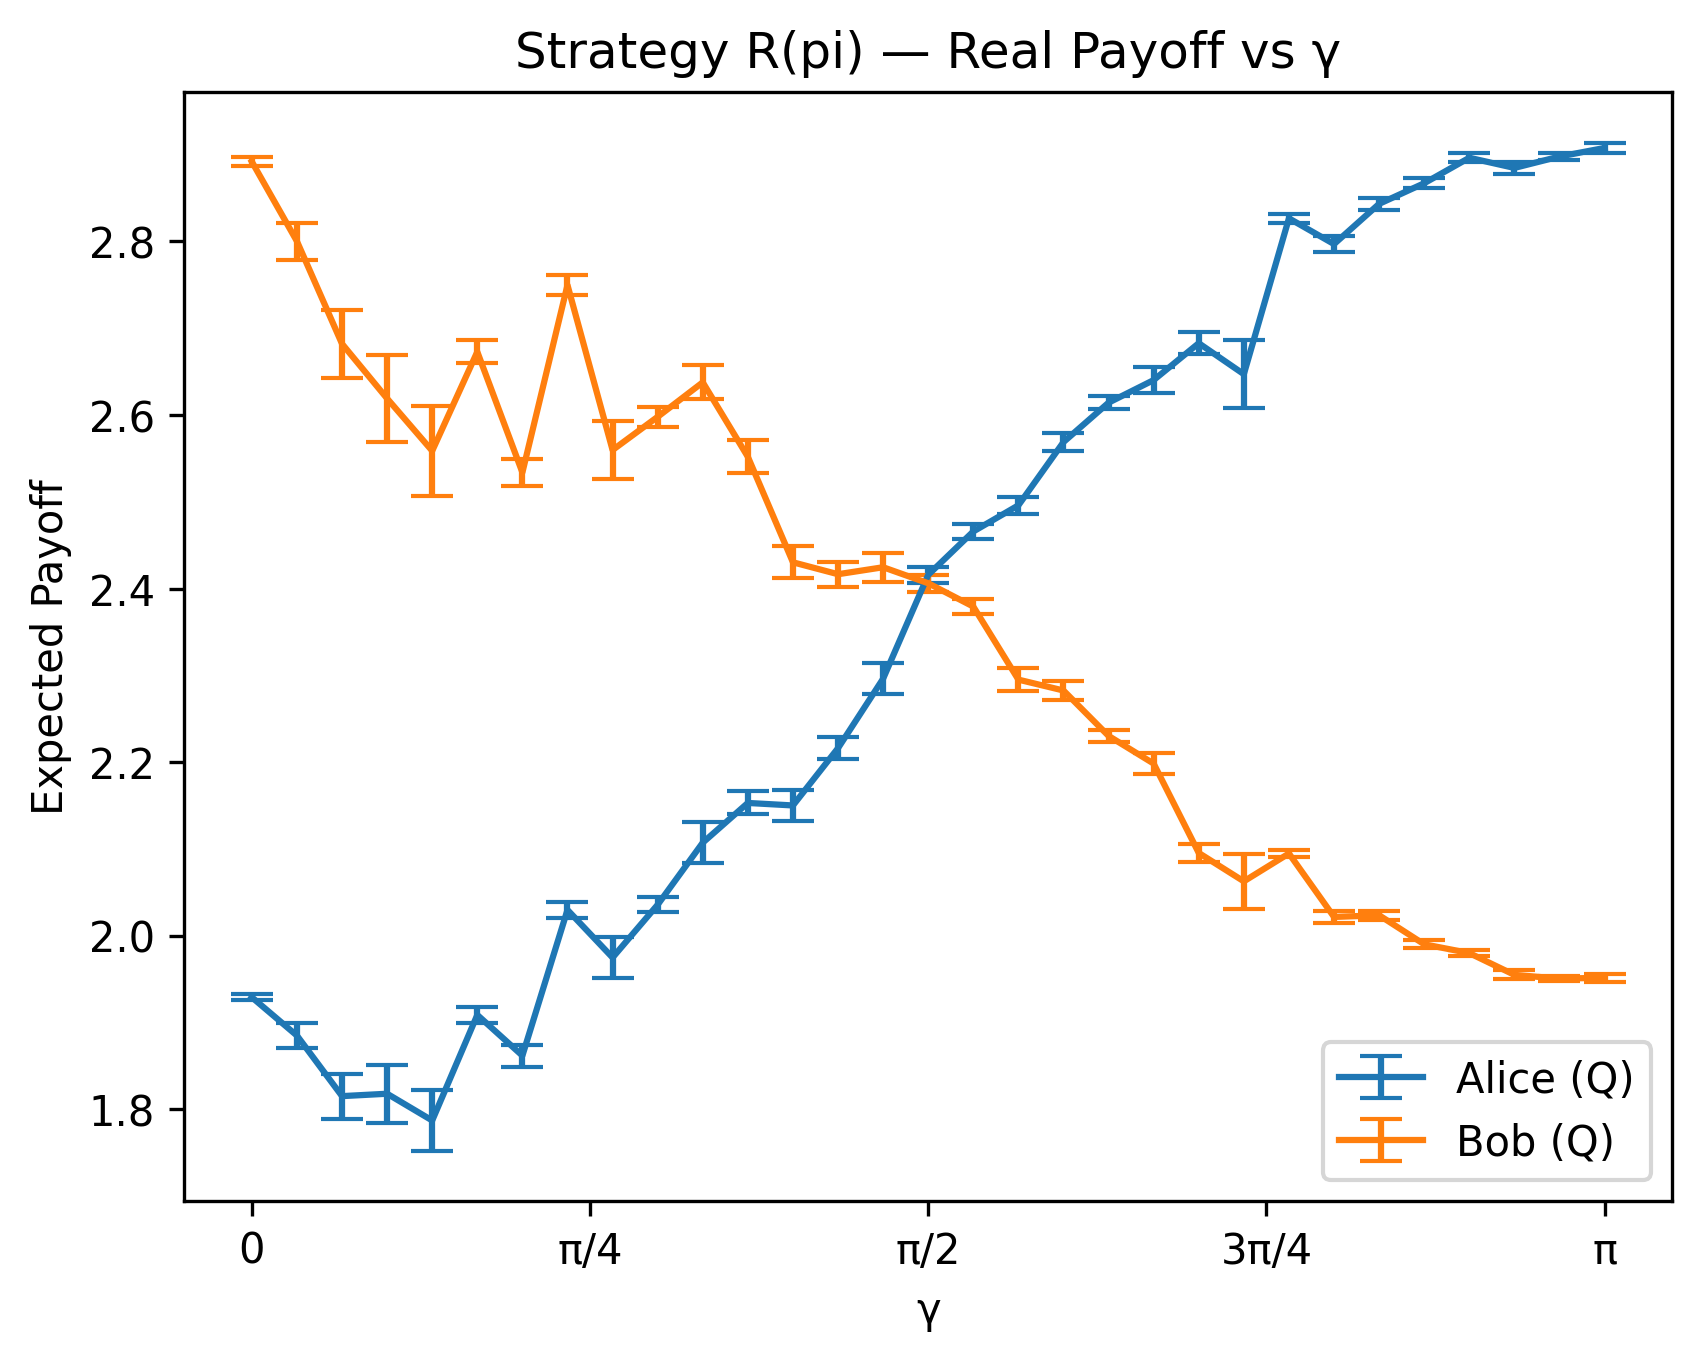 Strategy R(pi) — Real Payoff vs γ
Expected Payoff
2.8
2.6
2.4
2.2
2.0
1.8
Alice (Q)
Bob (Q)
0
π/4
π/2
3π/4
π
γ